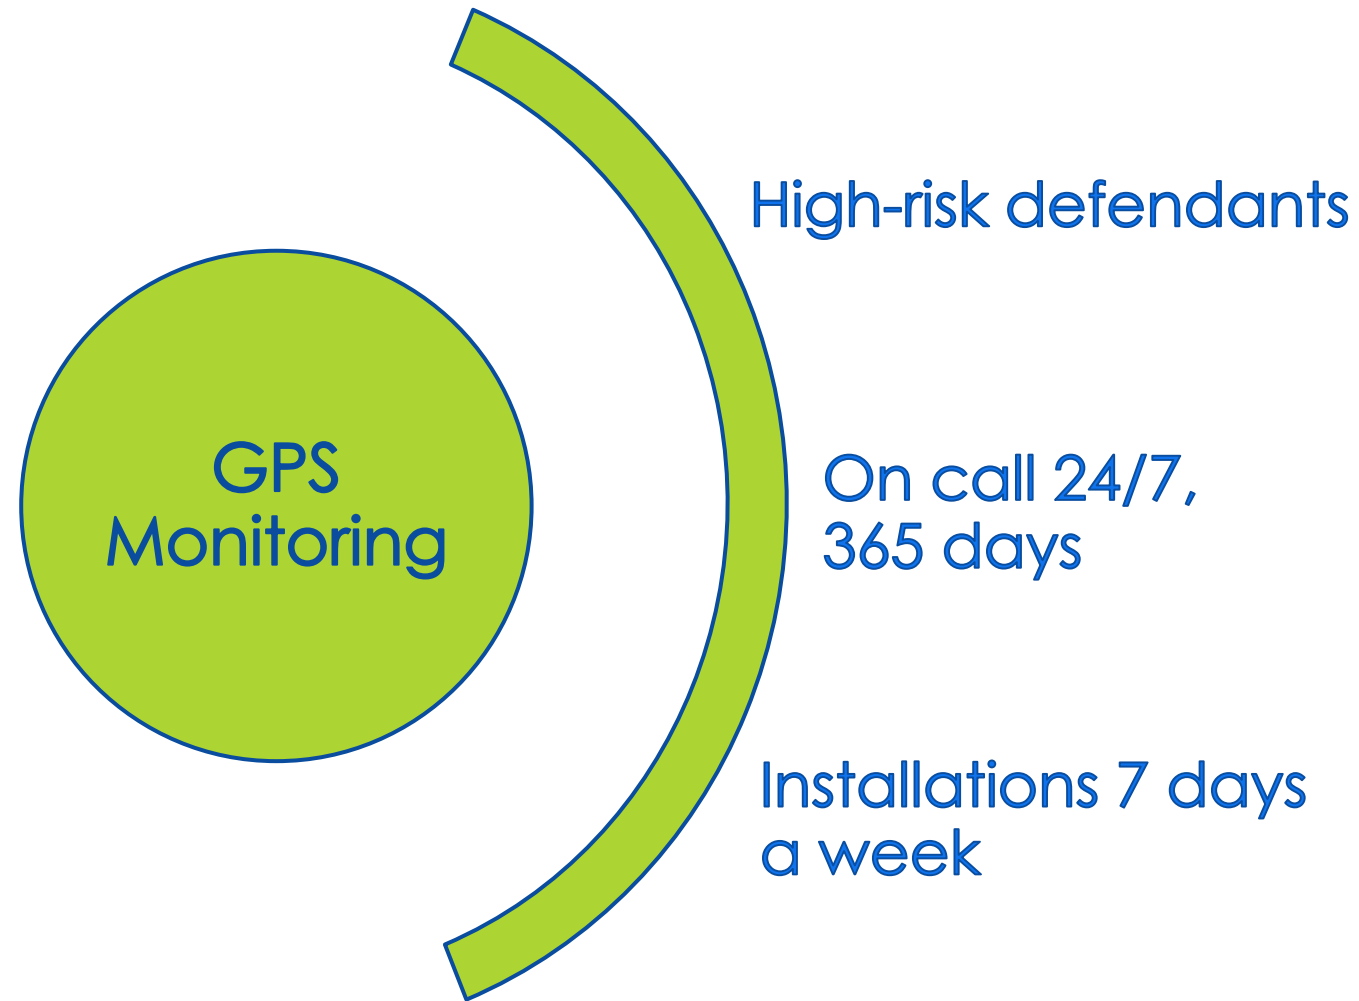 GPS
Monitoring
High-risk defendants
On call 24/7,
365 days
Installations 7 days
a week